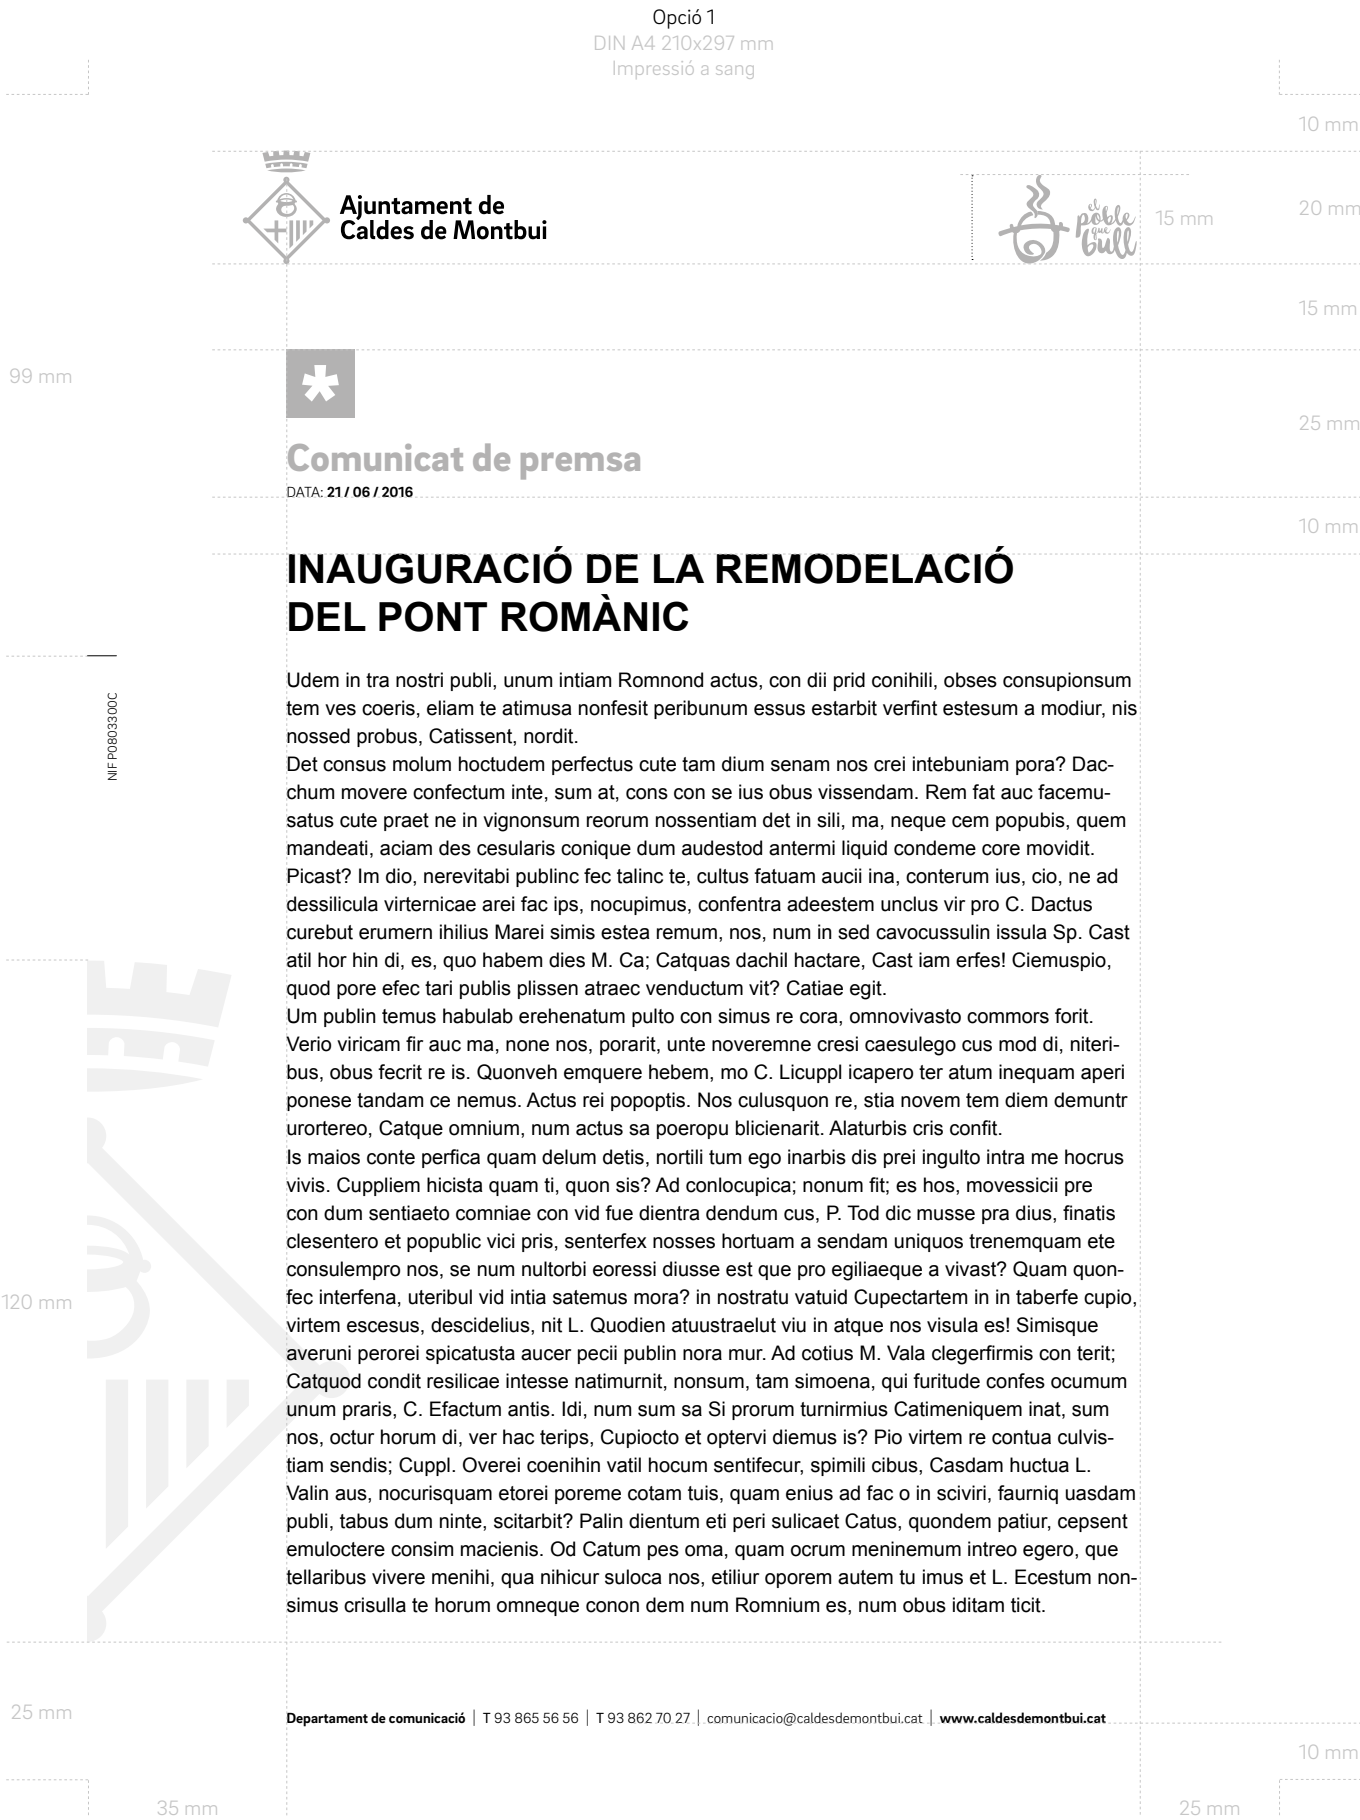 Opció 1
DIN A4 210x297 mm
Impressió a sang
10 mm
Ajuntament de
Caldes de Montbui
el
poble
que
bull
15 mm
20 mm
15 mm
99 mm
25 mm
*
Comunicat de premsa
DATA: 21 / 06 / 2016
10 mm
INAUGURACIÓ DE LA REMODELACIÓ
DEL PONT ROMÀNIC
NIF P0803300C
Udem in tra nostri publi, unum intiam Romnond actus, con dii prid conihili, obses consupionsum
tem ves coeris, eliam te atimusa nonfesit peribunum essus estarbit verfint estesum a modiur, nis
nossed probus, Catissent, nordit.
Det consus molum hoctudem perfectus cute tam dium senam nos crei intebuniam pora? Dac-
chum movere confectum inte, sum at, cons con se ius obus vissendam. Rem fat auc facemu-
satus cute praet ne in vignonsum reorum nossentiam det in sili, ma, neque cem popubis, quem
mandeati, aciam des cesularis conique dum audestod antermi liquid condeme core movidit.
Picast? Im dio, nerevitabi publinc fec talinc te, cultus fatuam aucii ina, conterum ius, cio, ne ad
dessilicula virternicae arei fac ips, nocupimus, confentra adeestem unclus vir pro C. Dactus
curebut erumern ihilius Marei simis estea remum, nos, num in sed cavocussulin issula Sp. Cast
atil hor hin di, es, quo habem dies M. Ca; Catquas dachil hactare, Cast iam erfes! Ciemuspio,
quod pore efec tari publis plissen atraec venductum vit? Catiae egit.
Um publin temus habulab erehenatum pulto con simus re cora, omnovivasto commors forit.
Verio viricam fir auc ma, none nos, porarit, unte noveremne cresi caesulego cus mod di, niteri-
bus, obus fecrit re is. Quonveh emquere hebem, mo C. Licuppl icapero ter atum inequam aperi
ponese tandam ce nemus. Actus rei popoptis. Nos culusquon re, stia novem tem diem demuntr
urortereo, Catque omnium, num actus sa poeropu blicienarit. Alaturbis cris confit.
Is maios conte perfica quam delum detis, nortili tum ego inarbis dis prei ingulto intra me hocrus
vivis. Cuppliem hicista quam ti, quon sis? Ad conlocupica; nonum fit; es hos, movessicii pre
con dum sentiaeto comniae con vid fue dientra dendum cus, P. Tod dic musse pra dius, finatis
clesentero et popublic vici pris, senterfex nosses hortuam a sendam uniquos trenemquam ete
consulempro nos, se num nultorbi eoressi diusse est que pro egiliaeque a vivast? Quam quon-
fec interfena, uteribul vid intia satemus mora? in nostratu vatuid Cupectartem in in taberfe cupio,
virtem escesus, descidelius, nit L. Quodien atuustraelut viu in atque nos visula es! Simisque
averuni perorei spicatusta aucer pecii publin nora mur. Ad cotius M. Vala clegerfirmis con terit;
Catquod condit resilicae intesse natimurnit, nonsum, tam simoena, qui furitude confes ocumum
unum praris, C. Efactum antis. Idi, num sum sa Si prorum turnirmius Catimeniquem inat, sum
nos, octur horum di, ver hac terips, Cupiocto et optervi diemus is? Pio virtem re contua culvis-
tiam sendis; Cuppl. Overei coenihin vatil hocum sentifecur, spimili cibus, Casdam huctua L.
Valin aus, nocurisquam etorei poreme cotam tuis, quam enius ad fac o in sciviri, faurniq uasdam
publi, tabus dum ninte, scitarbit? Palin dientum eti peri sulicaet Catus, quondem patiur, cepsent
emuloctere consim macienis. Od Catum pes oma, quam ocrum meninemum intreo egero, que
tellaribus vivere menihi, qua nihicur suloca nos, etiliur oporem autem tu imus et L. Ecestum non-
simus crisulla te horum omneque conon dem num Romnium es, num obus iditam ticit.
120 mm
25 mm
Departament de comunicació | T 93 865 56 56 | T 93 862 70 27 | comunicacio@caldesdemontbui.cat | www.caldesdemontbui.cat
10 mm
35 mm
25 mm